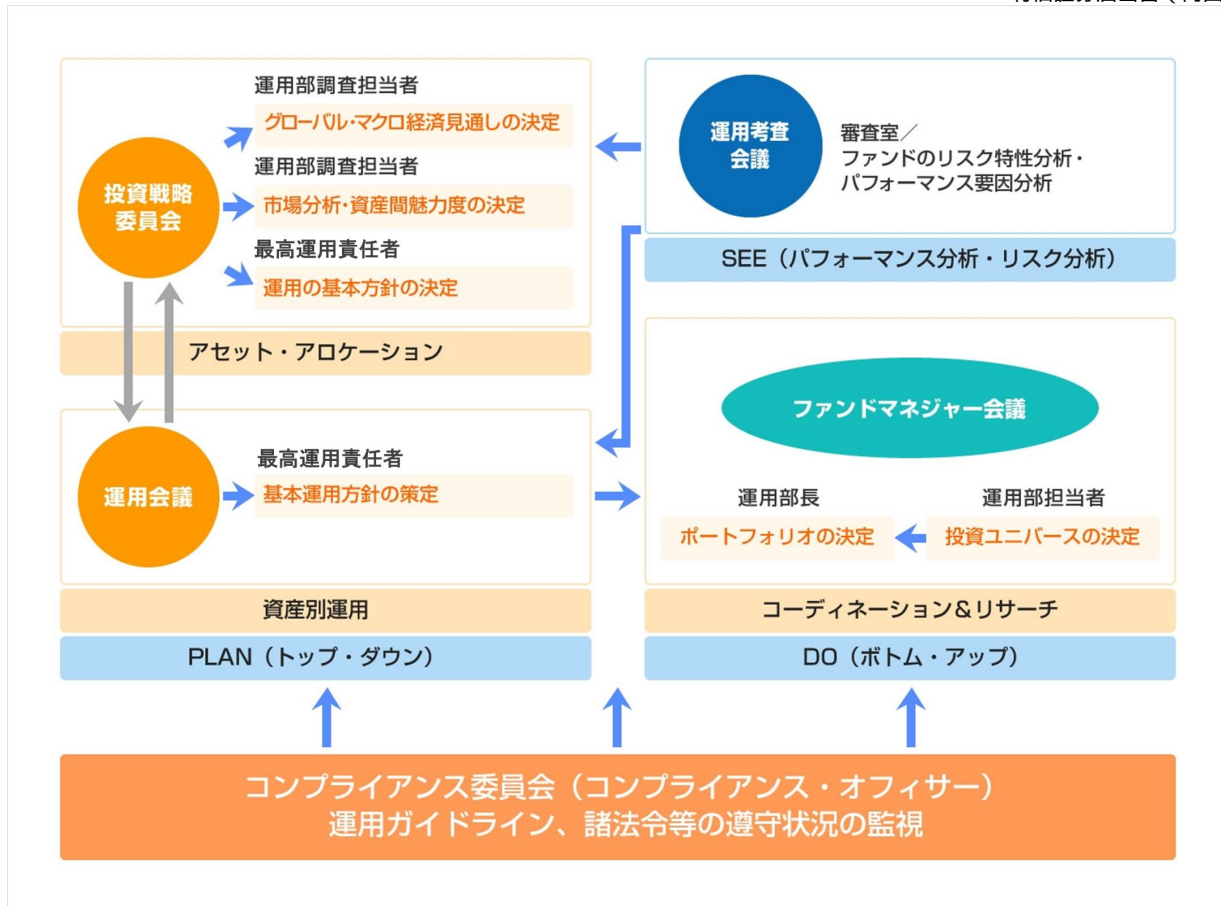 運用部調査担当者
グローバル・マクロ経済見通しの決定
運用部調査担当者
市場分析・資産間魅力度の決定
最高運用責任者
運用の基本方針の決定
投資戦略
委員会
アセット・アロケーション
運用会議
最高運用責任者
基本運用方針の策定
資産別運用
PLAN（トップ・ダウン）
運用考査
会議
審査室／
ファンドのリスク特性分析・
パフォーマンス要因分析
SEE（パフォーマンス分析・リスク分析）
ファンドマネジャー会議
運用部長
ポートフォリオの決定
運用部担当者
投資ユニバースの決定
コーディネーション＆リサーチ
DO（ボトム・アップ）
コンプライアンス委員会（コンプライアンス・オフィサー）
運用ガイドライン、諸法令等の遵守状況の監視